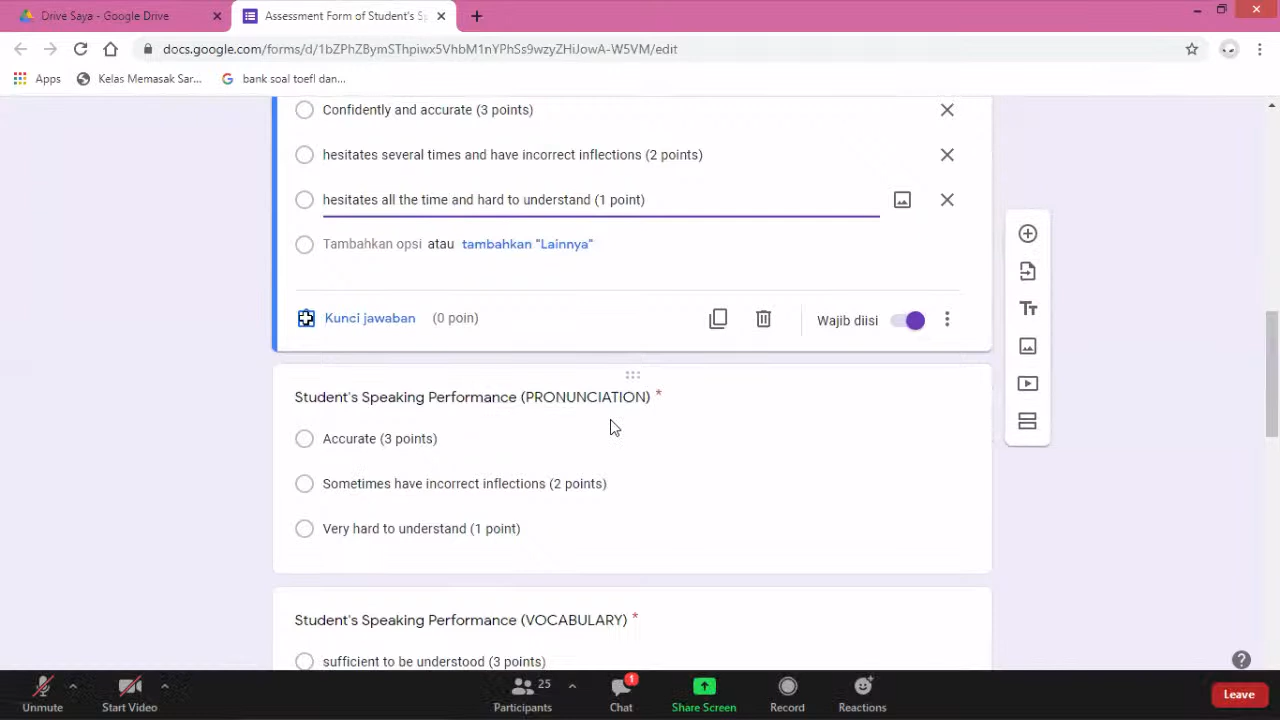 Drive Saya - Google Drive
Assessment Form of Student's Sp
docs.google.com/forms/d/1bZPhZBymSThpiwx5VhbM1nYPhSs9wzyZHiJowA-W5VM/edit
Apps
Kelas Memasak Sar...
bank soal toefl dan...
Confidently and accurate (3 points)
hesitates several times and have incorrect inflections (2 points)
hesitates all the time and hard to understand (1 point)
Tambahkan opsi atau tambahkan "Lainnya"
Kunci jawaban (0 poin)
Wajib diisi
Student's Speaking Performance (PRONUNCIATION) *
Accurate (3 points)
Sometimes have incorrect inflections (2 points)
Very hard to understand (1 point)
Student's Speaking Performance (VOCABULARY) *
sufficient to be understood (3 points)
Unmute
Start Video
25
Participants
1
Chat
Share Screen
Record
Reactions
Leave